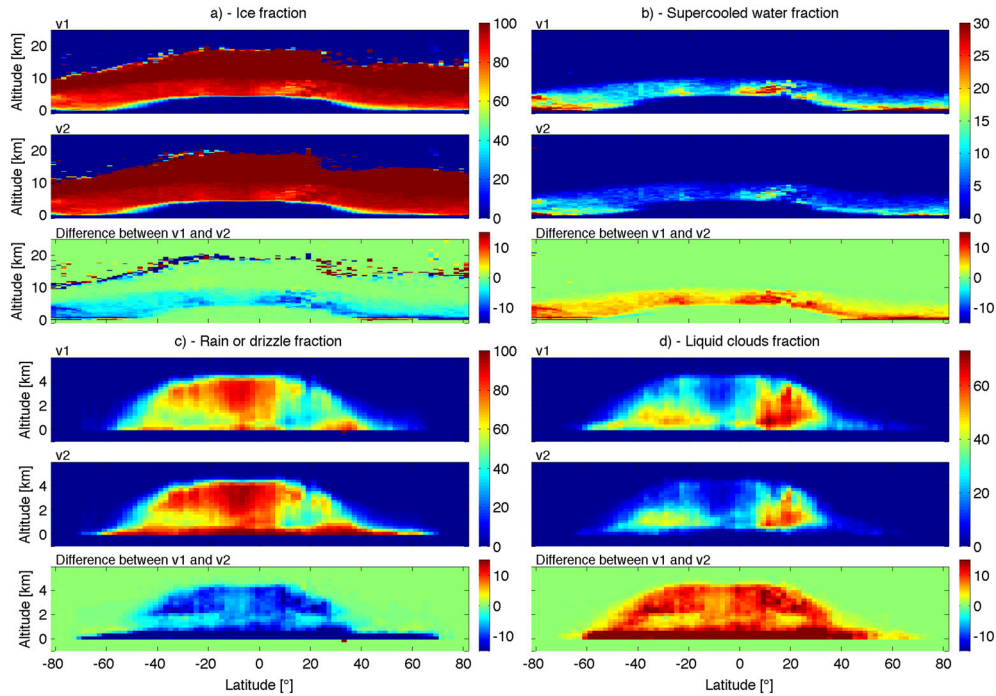 a) - Ice fraction
v1
Altitude [km]
20
10
0
100
80
60
40
20
0
v2
Altitude [km]
20
10
0
Difference between v1 and v2
20
10
0
10
0
-10
b) - Supercooled water fraction
v1
30
25
20
15
10
5
0
v2
Difference between v1 and v2
10
0
-10
c) - Rain or drizzle fraction
v1
Altitude [km]
4
2
0
100
80
60
40
20
0
v2
Altitude [km]
4
2
0
Difference between v1 and v2
4
2
0
10
0
-10
-80 -60 -40 -20 0 20 40 60 80
Latitude [°]
d) - Liquid clouds fraction
v1
60
40
20
0
v2
Difference between v1 and v2
10
0
-10
-80 -60 -40 -20 0 20 40 60 80
Latitude [°]